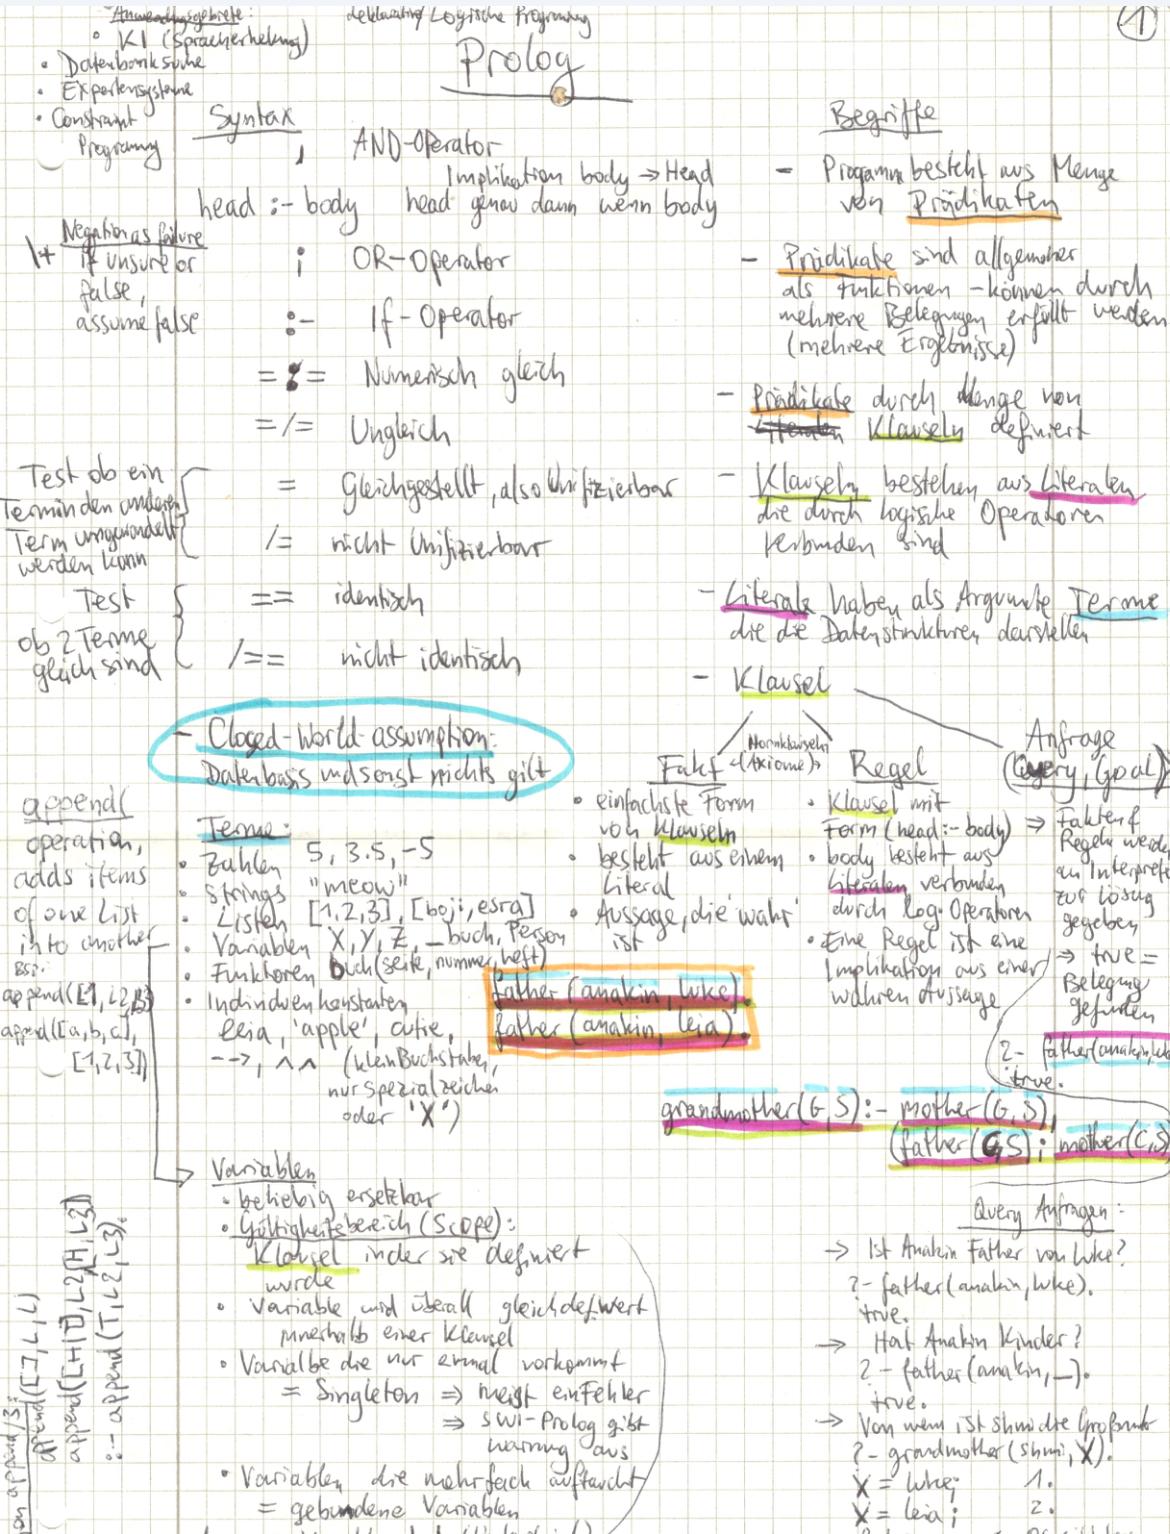 Anwendungsgebiete:
• KI (Spracherkelung)
• Datenbanksuche
• Expertensysteme
• Constraint
Programmg
Logische Programmg
Prolog
1
Syntax
, AND-Operator
Implikation body → Head
head :- body head genau dann wenn body
Negation as failure
\+ if unsure or
false,
assume false
; OR-Operator
:- If-Operator
=:= Numerisch gleich
=/= Ungleich
Test ob ein
Term in den anderen
Term umgewandelt
werden kann
= Gleichgestellt, also Unifizierbar
/= nicht Unifizierbar
Test
ob 2 Terme
gleich sind
== identisch
/== nicht identisch
- Closed-World-assumption:
Datenbasis und sonst nichts gilt
append(
operation,
adds items
of one List
into another
Bsp.
append([1,2,3]
append([a,b,c],
[1,2,3])
Terme:
• Zahlen 5, 3.5, -5
• Strings "meow"
• Listen [1,2,3], [boji, esra]
• Variablen X, Y, Z, _buch, Person
• Funktoren buch(seite, nummer, heft)
• Individuenkonstanten
leia, 'apple', cutie,
-->, ^^ (klein Buchstaben,
nur spezialzeichen
oder 'X')
Variablen
• beliebig ersetzbar
• Gültigkeitsbereich (Scope):
Klausel in der sie definiert
wurde
• Variable wird überall gleich def. Wert
innerhalb einer Klausel
• Varialbe die nur einmal vorkommt
= Singleton ⇒ meist ein Fehler
⇒ swi-Prolog gibt
warnung aus
• Variablen die mehrfach auftaucht
= gebundene Variablen
append/3:
append([],L,L)
append([H|T],L2,[H,L3])
:- append(T,L2,L3).
Begriffe
- Progamm besteht aus Menge
von Prädikaten
- Prädikate sind allgemeiner
als Funktionen - können durch
mehrere Belegungen erfüllt werden
(mehrere Ergebnisse)
- Prädikate durch Menge von
Literalen Klauseln definiert
- Klauseln bestehen aus Literalen
die durch logische Operatoren
verbunden sind
- Literale haben als Argumente Terme
die die Datenstrukturen darstellen
- Klausel
Hornklauseln
(Axiome)
Fakt
• einfachste Form
von Klauseln
• besteht aus einem
Literal
• Aussage, die 'wahr'
ist
father(anakin, luke).
father(anakin, leia).
Regel
• Klausel mit
Form (head:-body)
• body besteht aus
Literalen verbunden
durch log. Operatoren
• Eine Regel ist eine
Implikation aus einer
wahren Aussage
Anfrage
(Query, Goal)
⇒ Fakten &
Regeln werden
an Interprete
zur Lösung
gegeben
⇒ true =
Belegung
gefunden
?- father(anakin, luke
true.
grandmother(G,S):- mother(G,S),
(father(C,S); mother(C,S)
Query Anfragen:
→ Ist Anakin Father von luke?
?- father(anakin, luke).
true.
→ Hat Anakin Kinder?
?- father(anakin, _).
true.
→ Von wem ist shmi die Großmutter
?- grandmother(shmi, X).
X = luke; 1.
X = leia; 2.